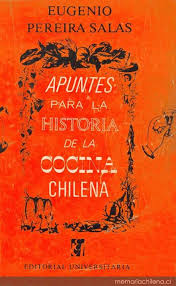 EUGENIO
PEREIRA SALAS
APUNTES
PARA LA
HISTORIA
DE LA
COCINA
CHILENA
EDITORIAL UNIVERSITARIA
memoriachilena.cl